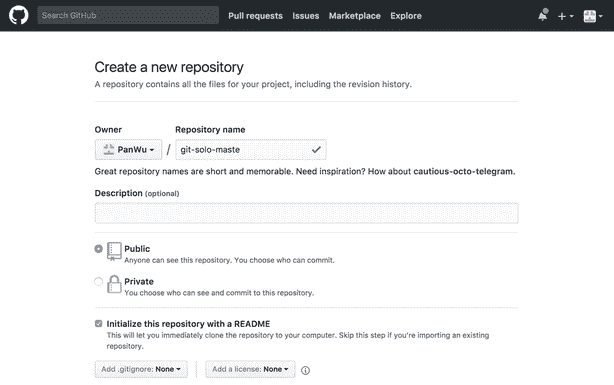 Search GitHub Pull requests Issues Marketplace Explore
Create a new repository
A repository contains all the files for your project, including the revision history.
Owner Repository name
PanWu / git-solo-maste
Great repository names are short and memorable. Need inspiration? How about cautious-octo-telegram.
Description (optional)
Public
Anyone can see this repository. You choose who can commit.
Private
You choose who can see and commit to this repository.
Initialize this repository with a README
This will let you immediately clone the repository to your computer. Skip this step if you're importing an existing
repository.
Add .gitignore: None Add a license: None